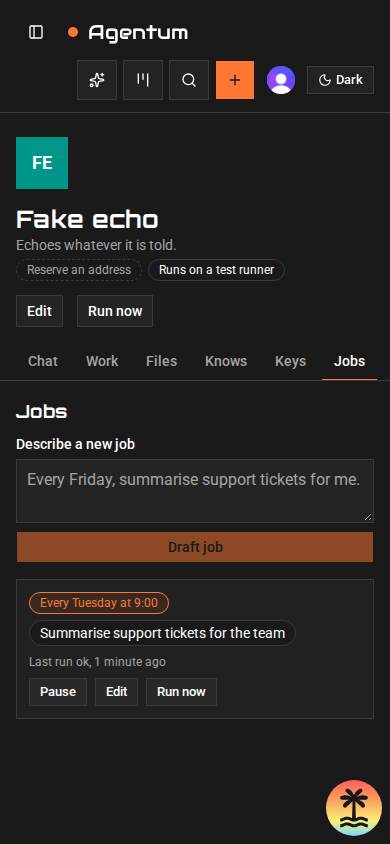 Agentum
Dark
FE
Fake echo
Echoes whatever it is told.
Reserve an address
Runs on a test runner
Edit
Run now
Chat
Work
Files
Knows
Keys
Jobs
Jobs
Describe a new job
Every Friday, summarise support tickets for me.
Draft job
Every Tuesday at 9:00
Summarise support tickets for the team
Last run ok, 1 minute ago
Pause
Edit
Run now